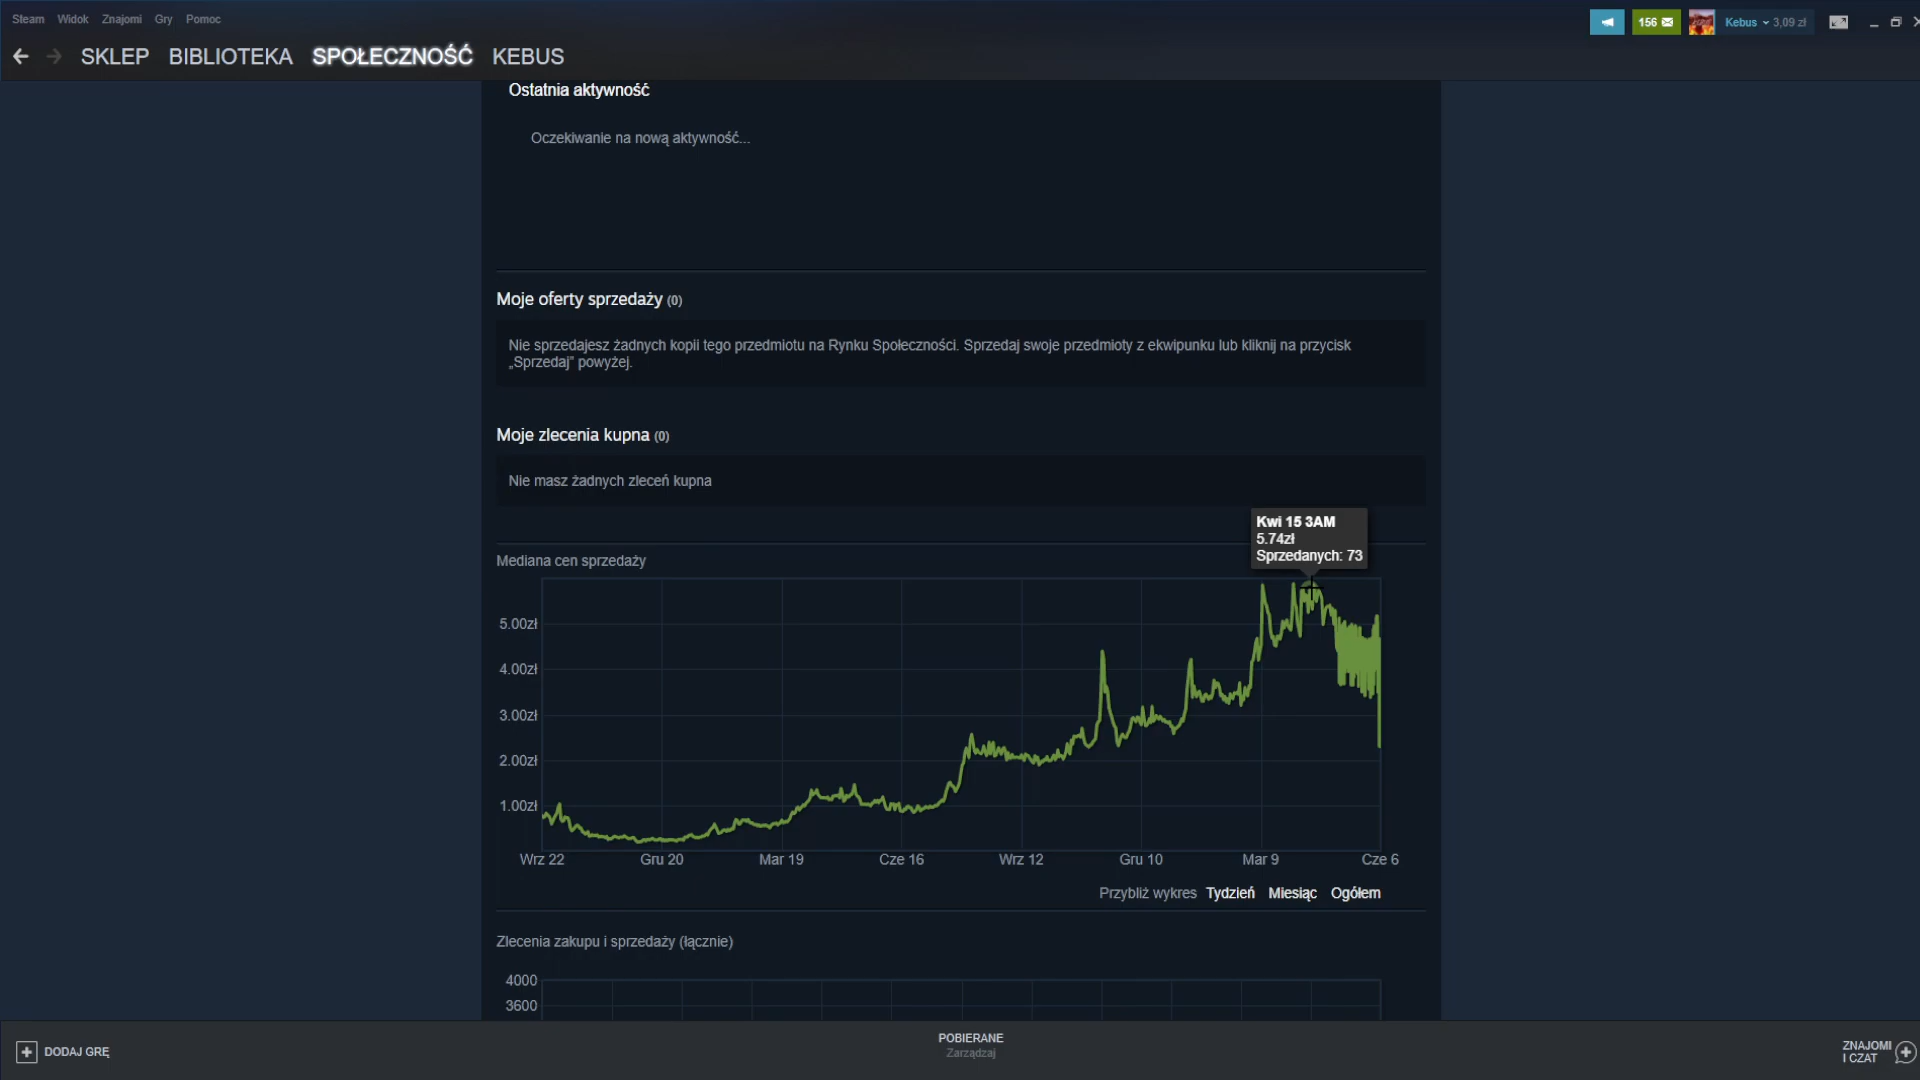 Steam Widok Znajomi Gry Pomoc
156 Kebus 3,09 zł
SKLEP BIBLIOTEKA SPOŁECZNOŚĆ KEBUS
Ostatnia aktywność
Oczekiwanie na nową aktywność...
Moje oferty sprzedaży (0)
Nie sprzedajesz żadnych kopii tego przedmiotu na Rynku Społeczności. Sprzedaj swoje przedmioty z ekwipunku lub kliknij na przycisk
„Sprzedaj” powyżej.
Moje zlecenia kupna (0)
Nie masz żadnych zleceń kupna
Kwi 15 3AM
5.74zł
Sprzedanych: 73
Mediana cen sprzedaży
5.00zł
4.00zł
3.00zł
2.00zł
1.00zł
Wrz 22 Gru 20 Mar 19 Cze 16 Wrz 12 Gru 10 Mar 9 Cze 6
Przybliż wykres Tydzień Miesiąc Ogółem
Zlecenia zakupu i sprzedaży (łącznie)
4000
3600
DODAJ GRĘ
POBIERANE
Zarządzaj
ZNAJOMI
I CZAT